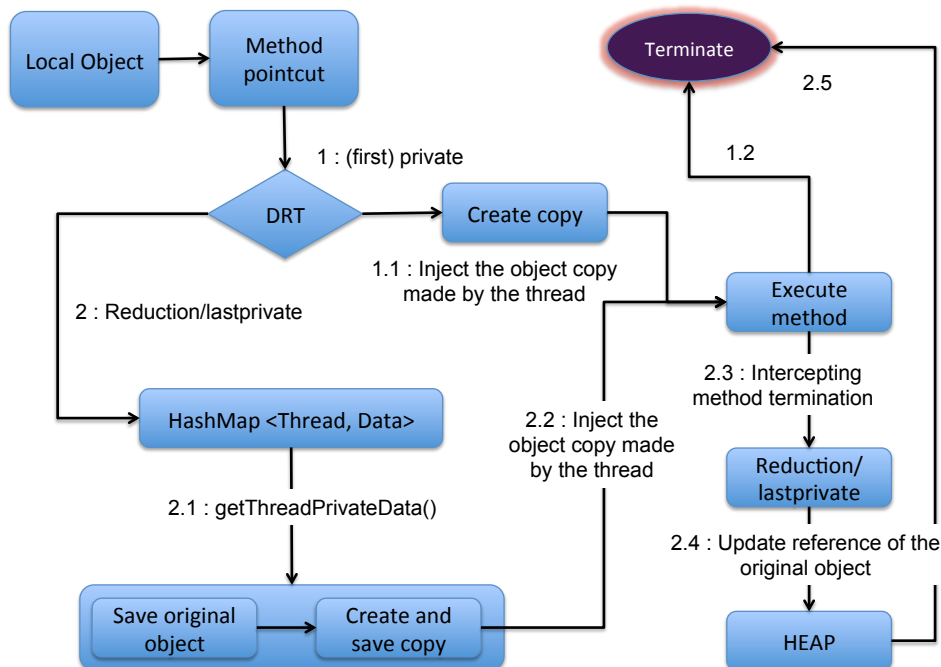 Local Object
Method
pointcut
Terminate
2.5
1.2
1 : (first) private
DRT
Create copy
1.1 : Inject the object copy
made by the thread
Execute
method
2 : Reduction/lastprivate
2.3 : Intercepting
method termination
HashMap <Thread, Data>
2.2 : Inject the
object copy made
by the thread
Reduction/
lastprivate
2.1 : getThreadPrivateData()
2.4 : Update reference of the
original object
Save original
object
Create and
save copy
HEAP